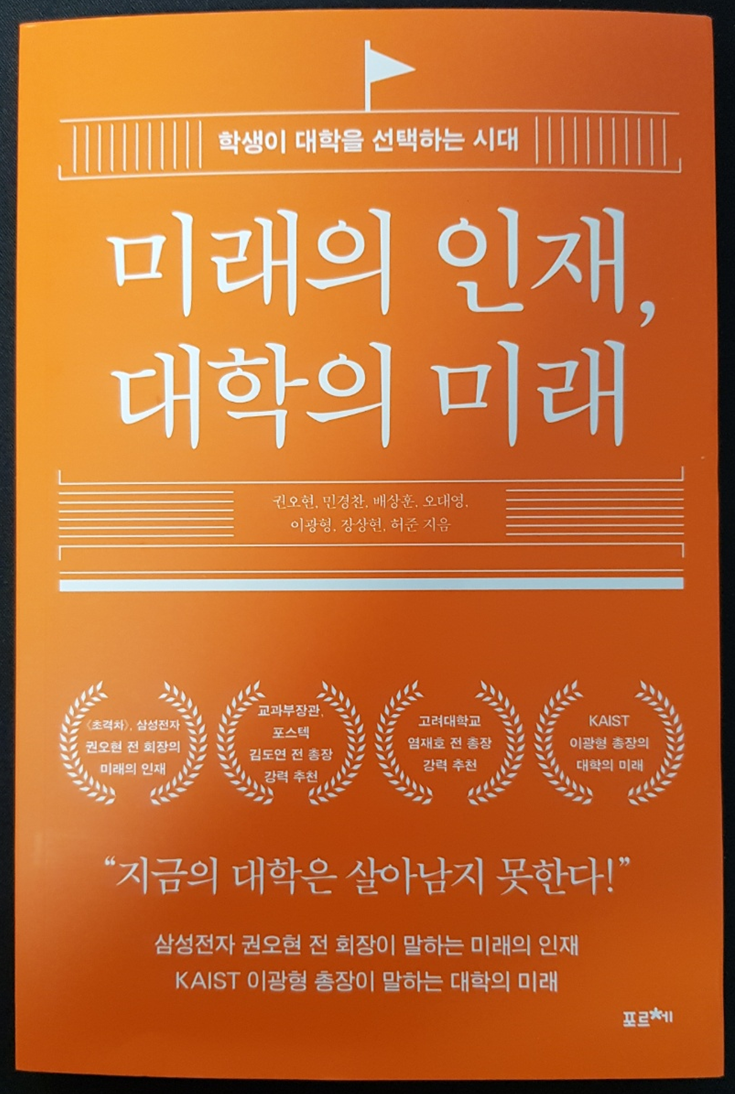 학생이 대학을 선택하는 시대
미래의 인재,
대학의 미래
권오현, 민경찬, 배상훈, 오대영,
이광형, 장상현, 허준 지음
《초격차》, 삼성전자
권오현 전 회장의
미래의 인재
교과부장관,
포스텍
김도연 전 총장
강력 추천
고려대학교
염재호 전 총장
강력 추천
KAIST
이광형 총장의
대학의 미래
“지금의 대학은 살아남지 못한다!”
삼성전자 권오현 전 회장이 말하는 미래의 인재
KAIST 이광형 총장이 말하는 대학의 미래
포르체